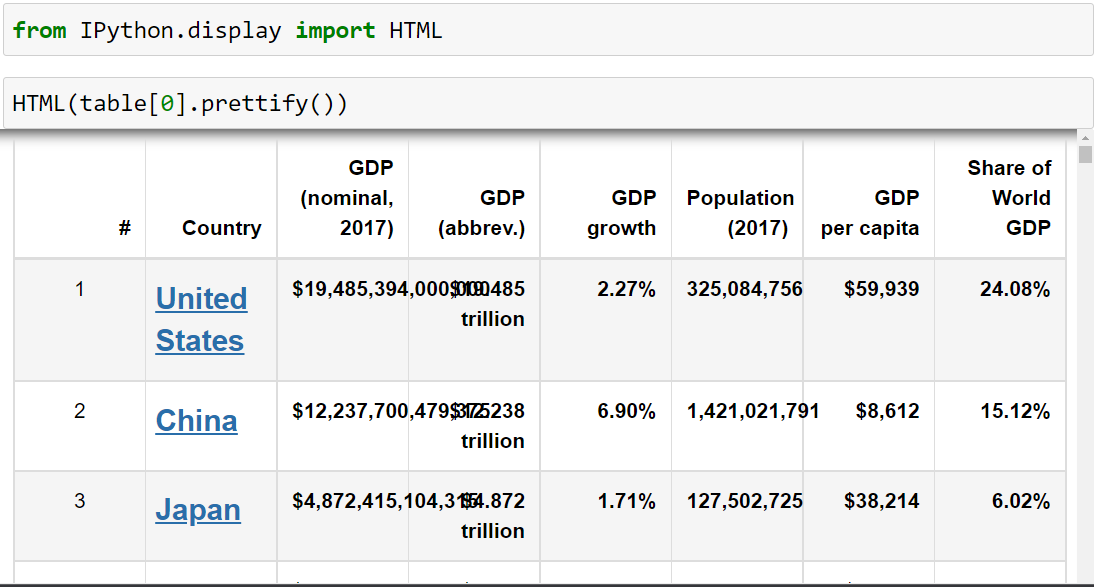 from IPython.display import HTML
HTML(table[0].prettify())
#
Country
GDP
(nominal,
2017)
GDP
(abbrev.)
GDP
growth
Population
(2017)
GDP
per capita
Share of
World
GDP
1
United
States
$19,485,394,000,000
$19.485
trillion
2.27%
325,084,756
$59,939
24.08%
2
China
$12,237,700,479,375
$12.238
trillion
6.90%
1,421,021,791
$8,612
15.12%
3
Japan
$4,872,415,104,315
$4.872
trillion
1.71%
127,502,725
$38,214
6.02%